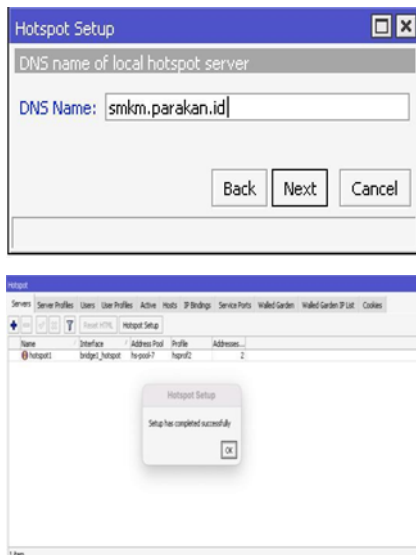 Hotspot Setup
DNS name of local hotspot server
DNS Name: smkm.parakan.id
Back Next Cancel
Hotspot
Servers Server Profiles Users User Profiles Active Hosts IP Bindings Service Ports Walled Garden Walled Garden IP List Cookies
Reset HTML Hotspot Setup
Name Interface Address Pool Profile Addresses...
hotspot1 bridge1_hotspot hs-pool-7 hsprof2 2
Hotspot Setup
Setup has completed successfully
OK
1 item